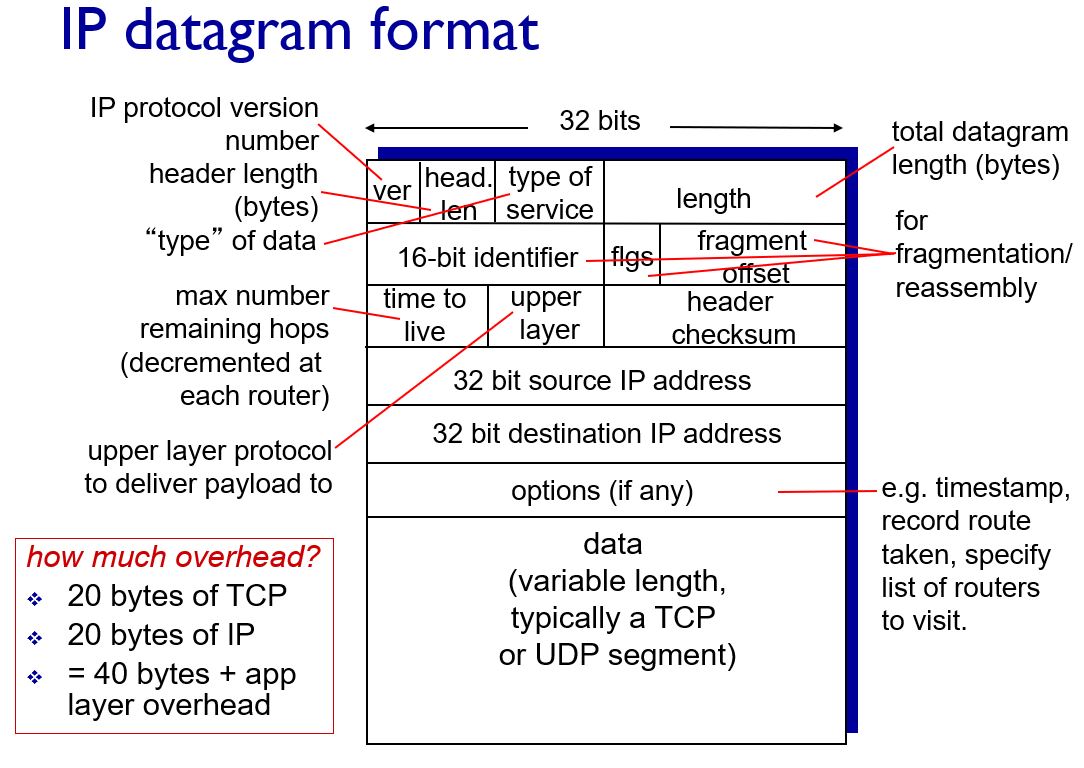 IP datagram format
IP protocol version
number
header length
(bytes)
“type” of data
max number
remaining hops
(decremented at
each router)
upper layer protocol
to deliver payload to
how much overhead?
20 bytes of TCP
20 bytes of IP
= 40 bytes + app
layer overhead
32 bits
ver
head.
len
type of
service
length
16-bit identifier
flgs
fragment
offset
time to
live
upper
layer
header
checksum
32 bit source IP address
32 bit destination IP address
options (if any)
data
(variable length,
typically a TCP
or UDP segment)
total datagram
length (bytes)
for
fragmentation/
reassembly
e.g. timestamp,
record route
taken, specify
list of routers
to visit.